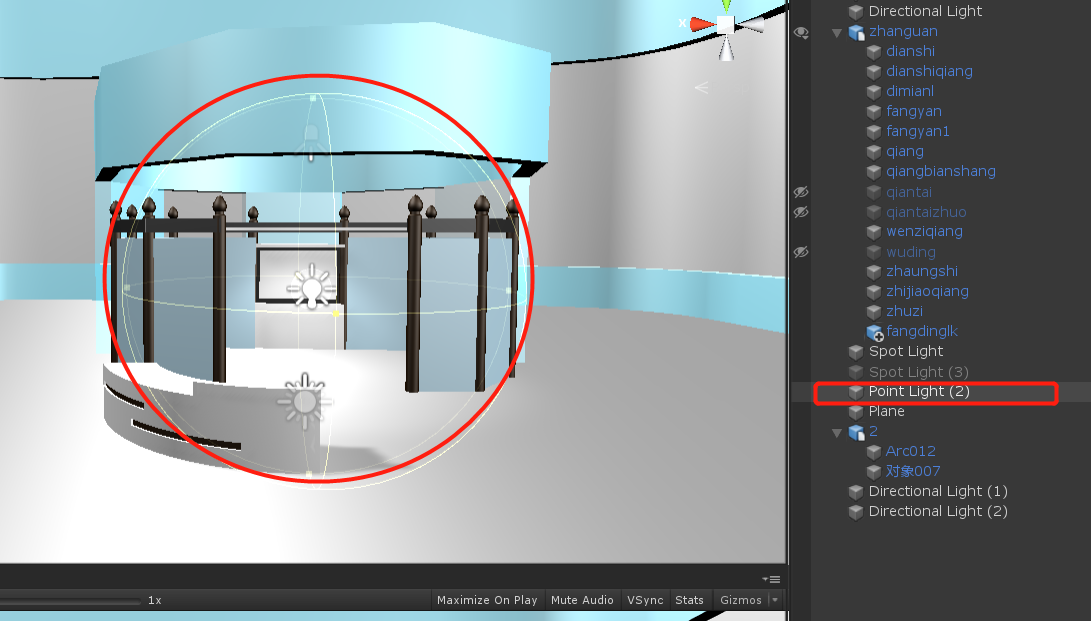 x
Directional Light
zhanguan
dianshi
dianshiqiang
dimianl
fangyan
fangyan1
qiang
qiangbianshang
qiantai
qiantaizhuo
wenziqiang
wuding
zhaungshi
zhijiaoqiang
zhuzi
fangdinglk
Spot Light
Spot Light (3)
Point Light (2)
Plane
2
Arc012
对象007
Directional Light (1)
Directional Light (2)
1x Maximize On Play Mute Audio VSync Stats Gizmos